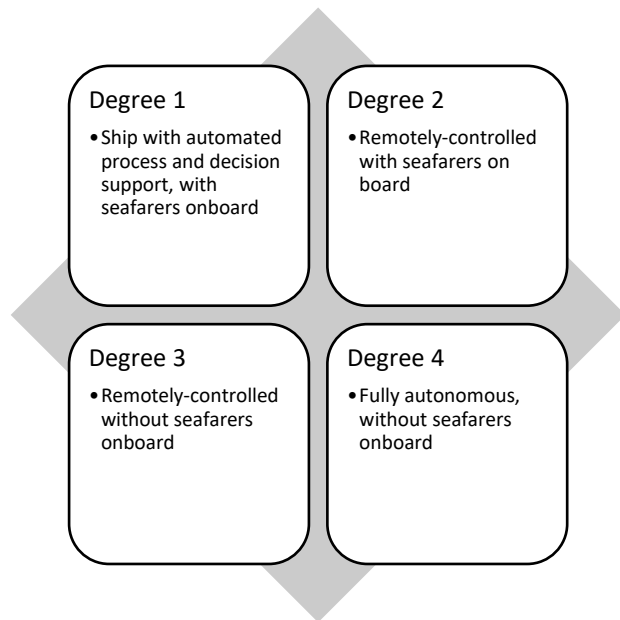 Degree 1
•Ship with automated
process and decision
support, with
seafarers onboard
Degree 2
•Remotely-controlled
with seafarers on
board
Degree 3
•Remotely-controlled
without seafarers
onboard
Degree 4
•Fully autonomous,
without seafarers
onboard